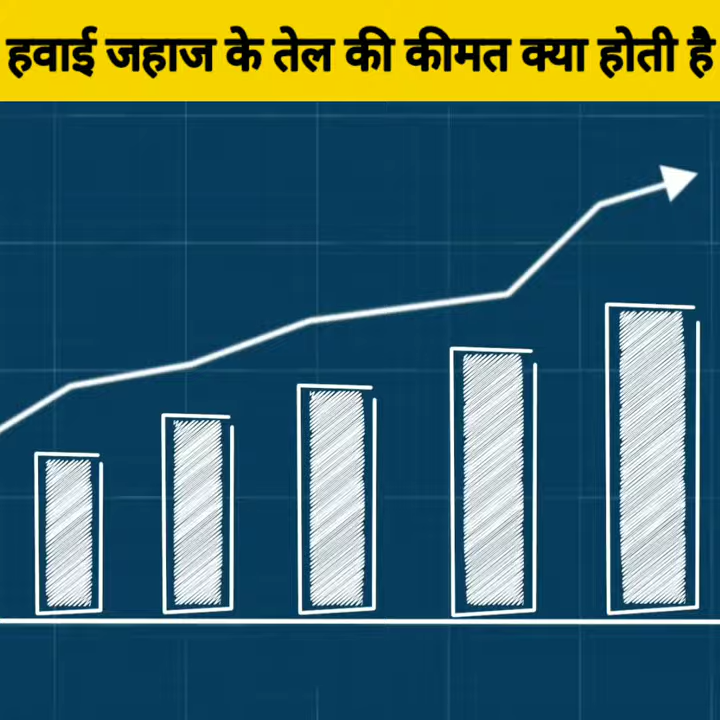 हवाई जहाज के तेल की कीमत क्या होती है